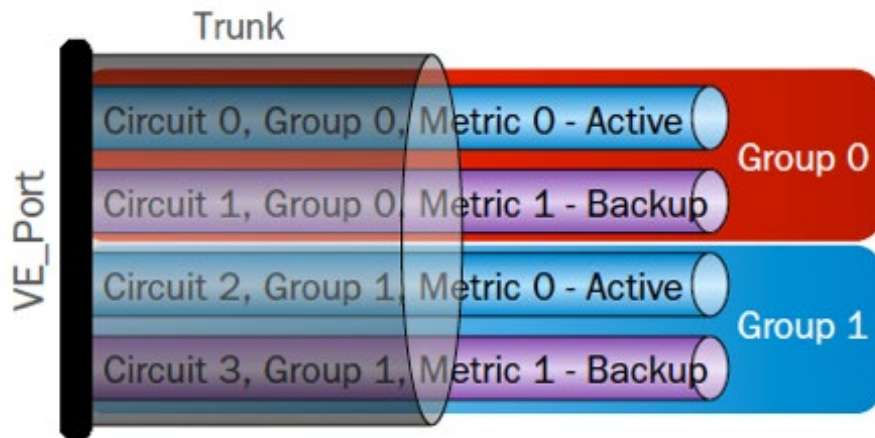 Trunk
VE_Port
Circuit 0, Group 0, Metric 0 - Active
Circuit 1, Group 0, Metric 1 - Backup
Group 0
Circuit 2, Group 1, Metric 0 - Active
Circuit 3, Group 1, Metric 1 - Backup
Group 1